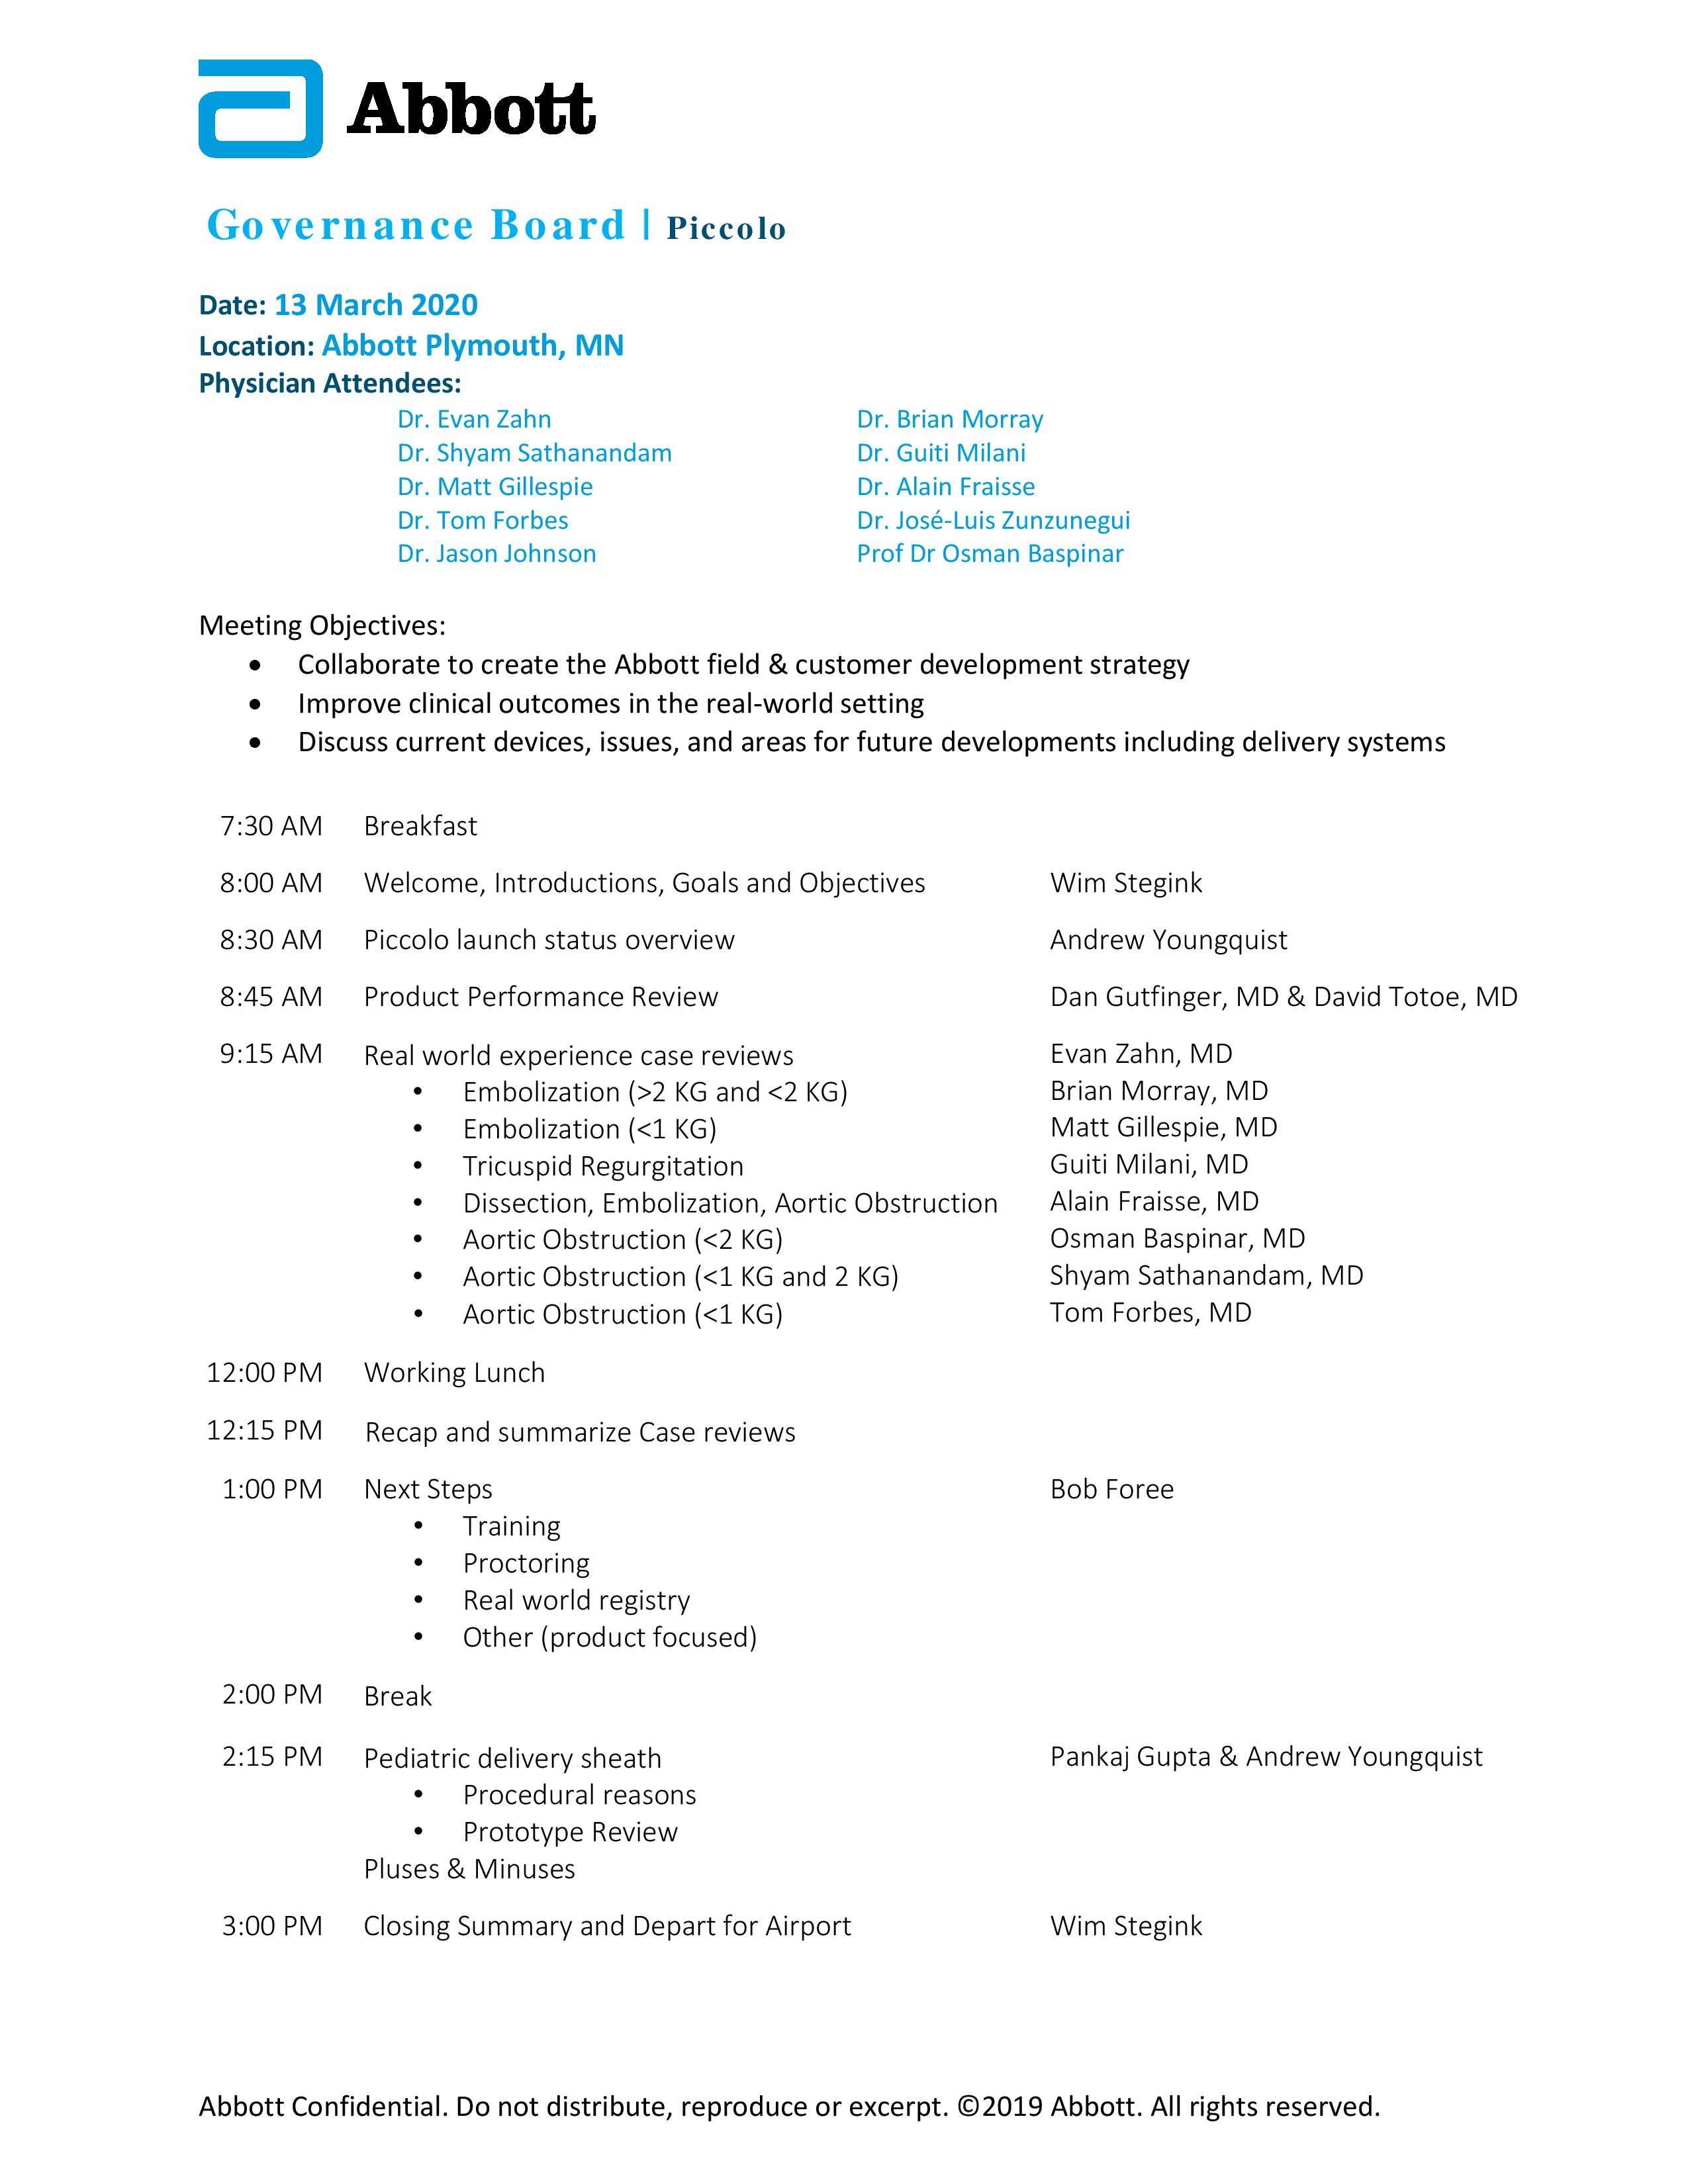 Abbott
Governance Board | Piccolo
Date: 13 March 2020
Location: Abbott Plymouth, MN
Physician Attendees:
Dr. Evan Zahn Dr. Brian Morray
Dr. Shyam Sathanandam Dr. Guiti Milani
Dr. Matt Gillespie Dr. Alain Fraisse
Dr. Tom Forbes Dr. José-Luis Zunzunegui
Dr. Jason Johnson Prof Dr Osman Baspinar
Meeting Objectives:
• Collaborate to create the Abbott field & customer development strategy
• Improve clinical outcomes in the real-world setting
• Discuss current devices, issues, and areas for future developments including delivery systems
7:30 AM Breakfast
8:00 AM Welcome, Introductions, Goals and Objectives Wim Stegink
8:30 AM Piccolo launch status overview Andrew Youngquist
8:45 AM Product Performance Review Dan Gutfinger, MD & David Totoe, MD
9:15 AM Real world experience case reviews Evan Zahn, MD
• Embolization (>2 KG and <2 KG) Brian Morray, MD
• Embolization (<1 KG) Matt Gillespie, MD
• Tricuspid Regurgitation Guiti Milani, MD
• Dissection, Embolization, Aortic Obstruction Alain Fraisse, MD
• Aortic Obstruction (<2 KG) Osman Baspinar, MD
• Aortic Obstruction (<1 KG and 2 KG) Shyam Sathanandam, MD
• Aortic Obstruction (<1 KG) Tom Forbes, MD
12:00 PM Working Lunch
12:15 PM Recap and summarize Case reviews
1:00 PM Next Steps Bob Foree
• Training
• Proctoring
• Real world registry
• Other (product focused)
2:00 PM Break
2:15 PM Pediatric delivery sheath Pankaj Gupta & Andrew Youngquist
• Procedural reasons
• Prototype Review
Pluses & Minuses
3:00 PM Closing Summary and Depart for Airport Wim Stegink
Abbott Confidential. Do not distribute, reproduce or excerpt. ©2019 Abbott. All rights reserved.